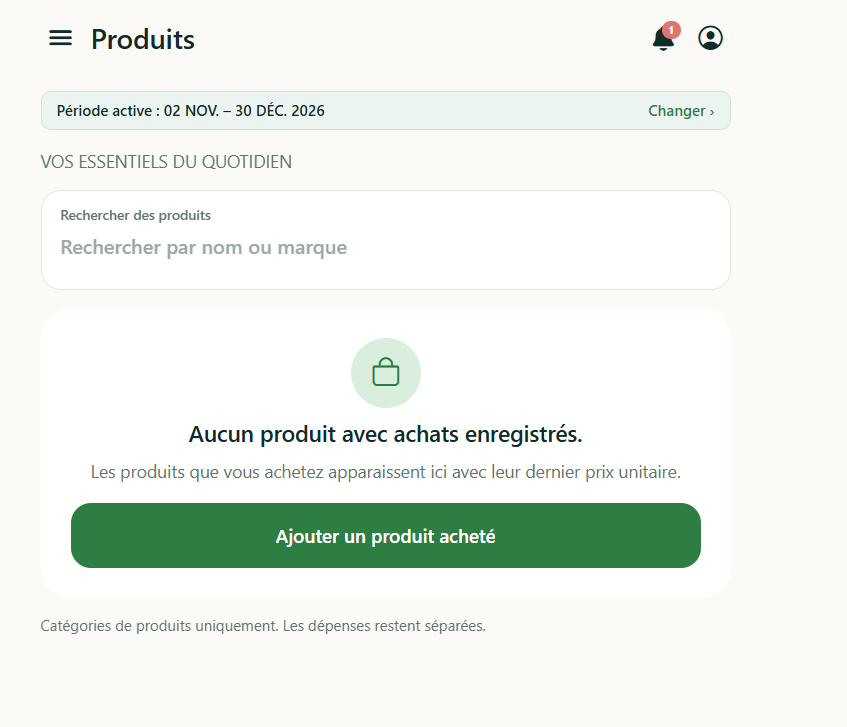 Produits
1
Période active : 02 NOV. – 30 DÉC. 2026
Changer ›
VOS ESSENTIELS DU QUOTIDIEN
Rechercher des produits
Rechercher par nom ou marque
Aucun produit avec achats enregistrés.
Les produits que vous achetez apparaissent ici avec leur dernier prix unitaire.
Ajouter un produit acheté
Catégories de produits uniquement. Les dépenses restent séparées.